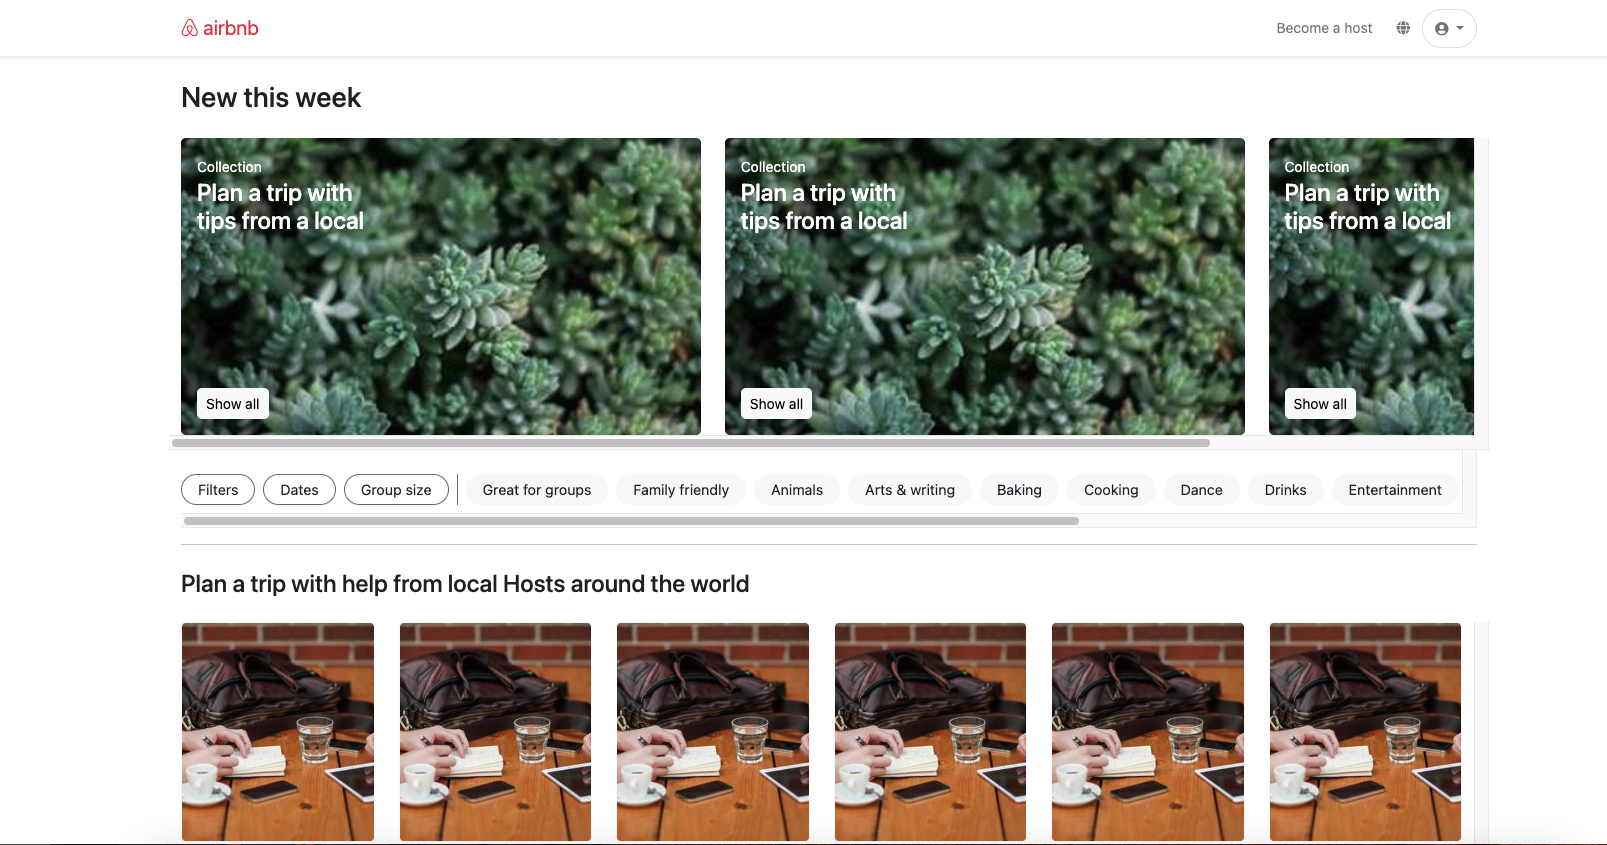 airbnb
Become a host
New this week
Collection
Plan a trip with
tips from a local
Show all
Collection
Plan a trip with
tips from a local
Show all
Collection
Plan a trip with
tips from a local
Show all
Filters
Dates
Group size
Great for groups
Family friendly
Animals
Arts & writing
Baking
Cooking
Dance
Drinks
Entertainment
Plan a trip with help from local Hosts around the world